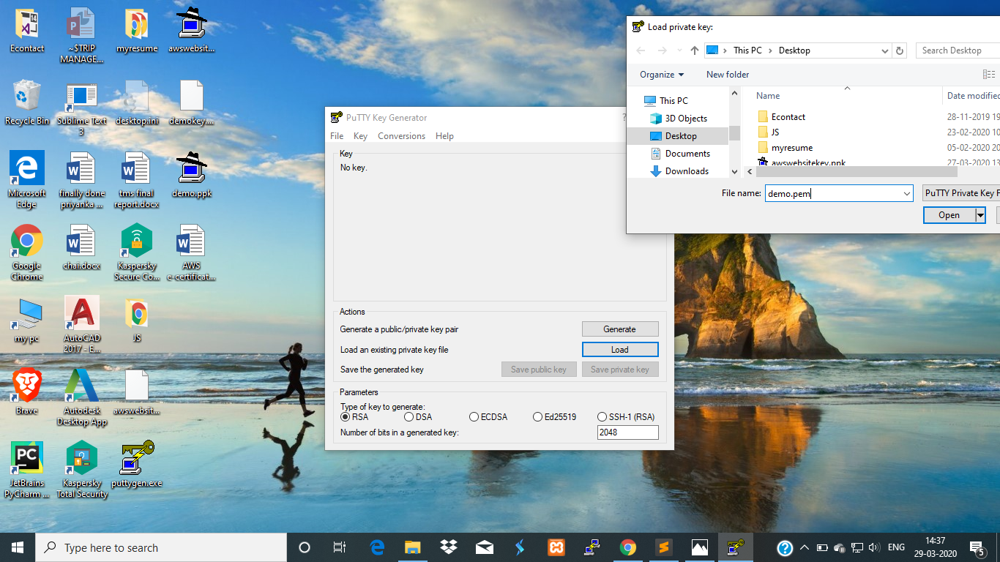 Econtact
~$TRIP
MANAGE...
myresume
awswebsit...
Recycle Bin
Sublime Text
3
desktop.ini
demokey....
Microsoft
Edge
finally done
priyanka ...
tms final
report.docx
demo.ppk
Google
Chrome
chai.docx
Kaspersky
Secure Co...
AWS
e-certificat...
my pc
AutoCAD
2017 - E...
JS
Brave
Autodesk
Desktop App
awswebsit...
JetBrains
PyCharm ...
Kaspersky
Total Security
puttygen.exe
PuTTY Key Generator
?
File Key Conversions Help
Key
No key.
Actions
Generate a public/private key pair
Generate
Load an existing private key file
Load
Save the generated key
Save public key
Save private key
Parameters
Type of key to generate:
RSA DSA ECDSA Ed25519 SSH-1 (RSA)
Number of bits in a generated key:
2048
Load private key:
This PC › Desktop
Search Desktop
Organize
New folder
This PC
3D Objects
Desktop
Documents
Downloads
Name
Date modified
Econtact
28-11-2019 19
JS
23-02-2020 10
myresume
05-02-2020 20
awswebsitekey.ppk
27-03-2020 13
File name:
demo.pem
PuTTY Private Key F
Open
Type here to search
ENG
14:37
29-03-2020
5